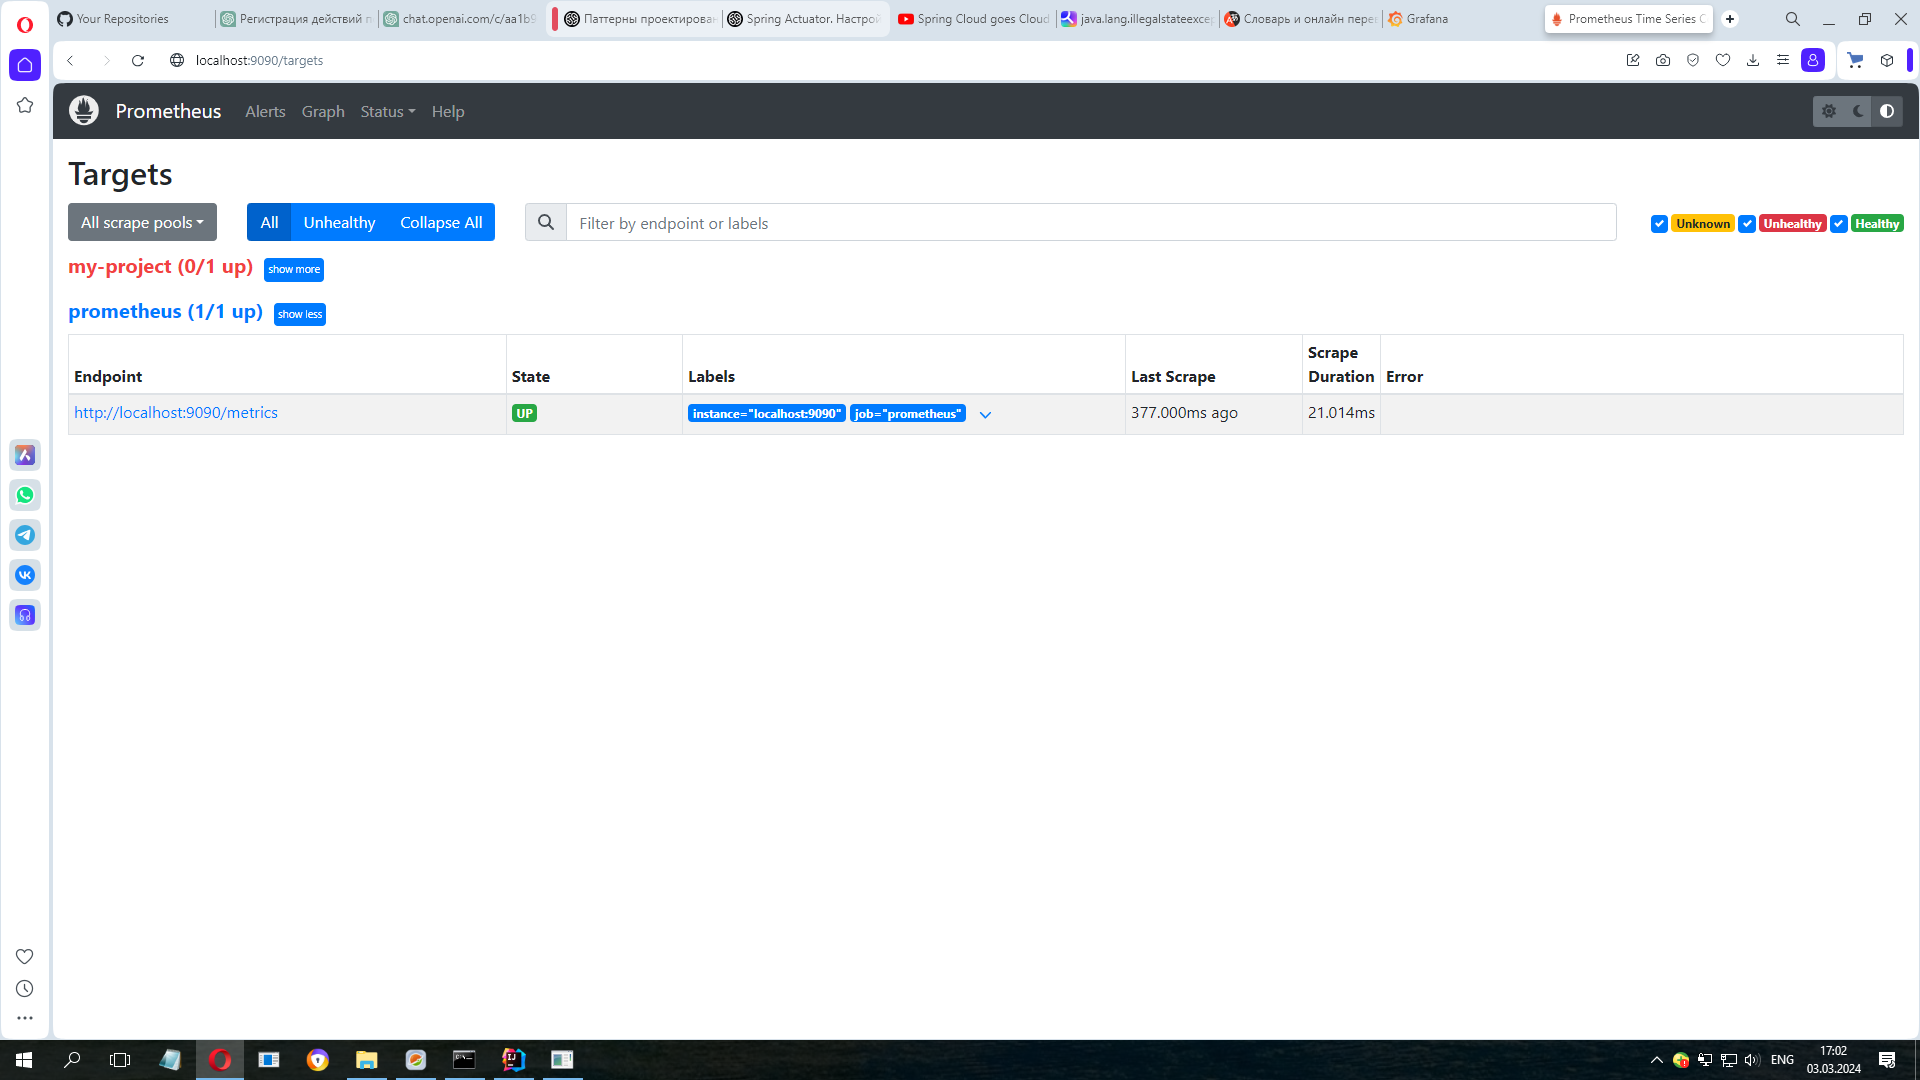 Your Repositories
Регистрация действий п
chat.openai.com/c/aa1b9
Паттерны проектирован
Spring Actuator. Настрой
Spring Cloud goes Cloud
java.lang.illegalstateexcep
Словарь и онлайн перев
Grafana
Prometheus Time Series C
localhost:9090/targets
Prometheus Alerts Graph Status Help
Targets
All scrape pools All Unhealthy Collapse All Filter by endpoint or labels Unknown Unhealthy Healthy
my-project (0/1 up) show more
prometheus (1/1 up) show less
Endpoint State Labels Last Scrape Scrape Duration Error
http://localhost:9090/metrics UP instance="localhost:9090" job="prometheus" 377.000ms ago 21.014ms
ENG
17:02
03.03.2024